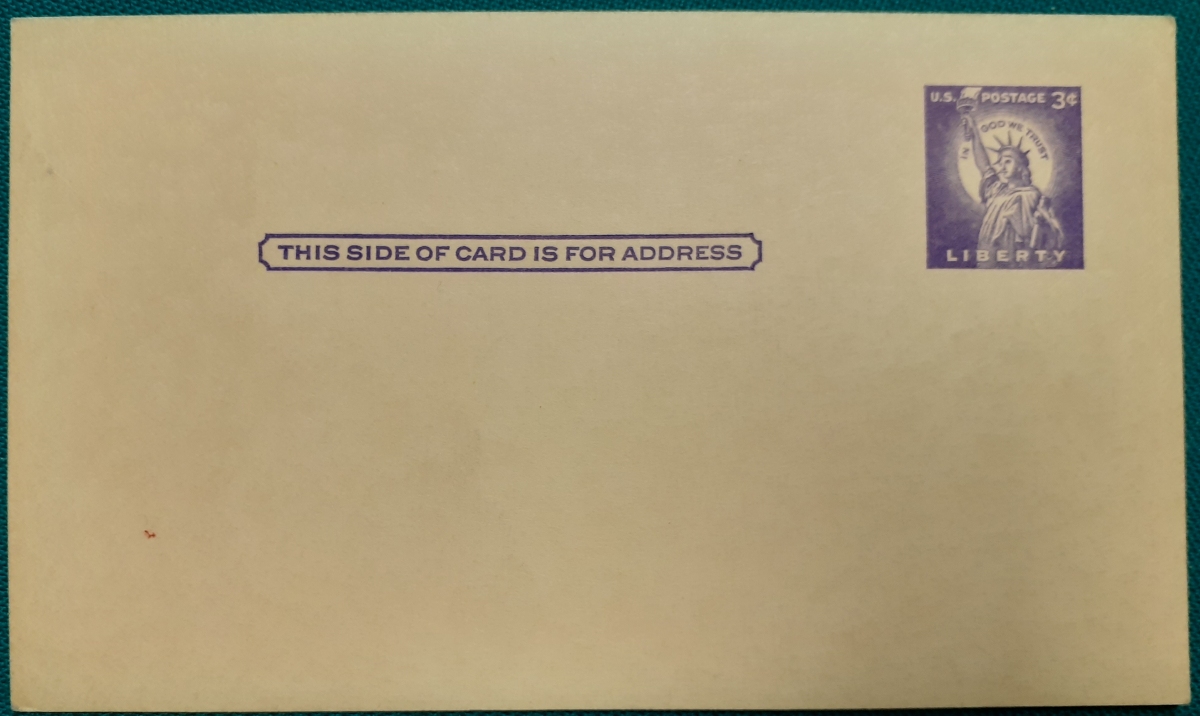 U.S. POSTAGE 3¢
IN GOD WE TRUST
LIBERTY
THIS SIDE OF CARD IS FOR ADDRESS